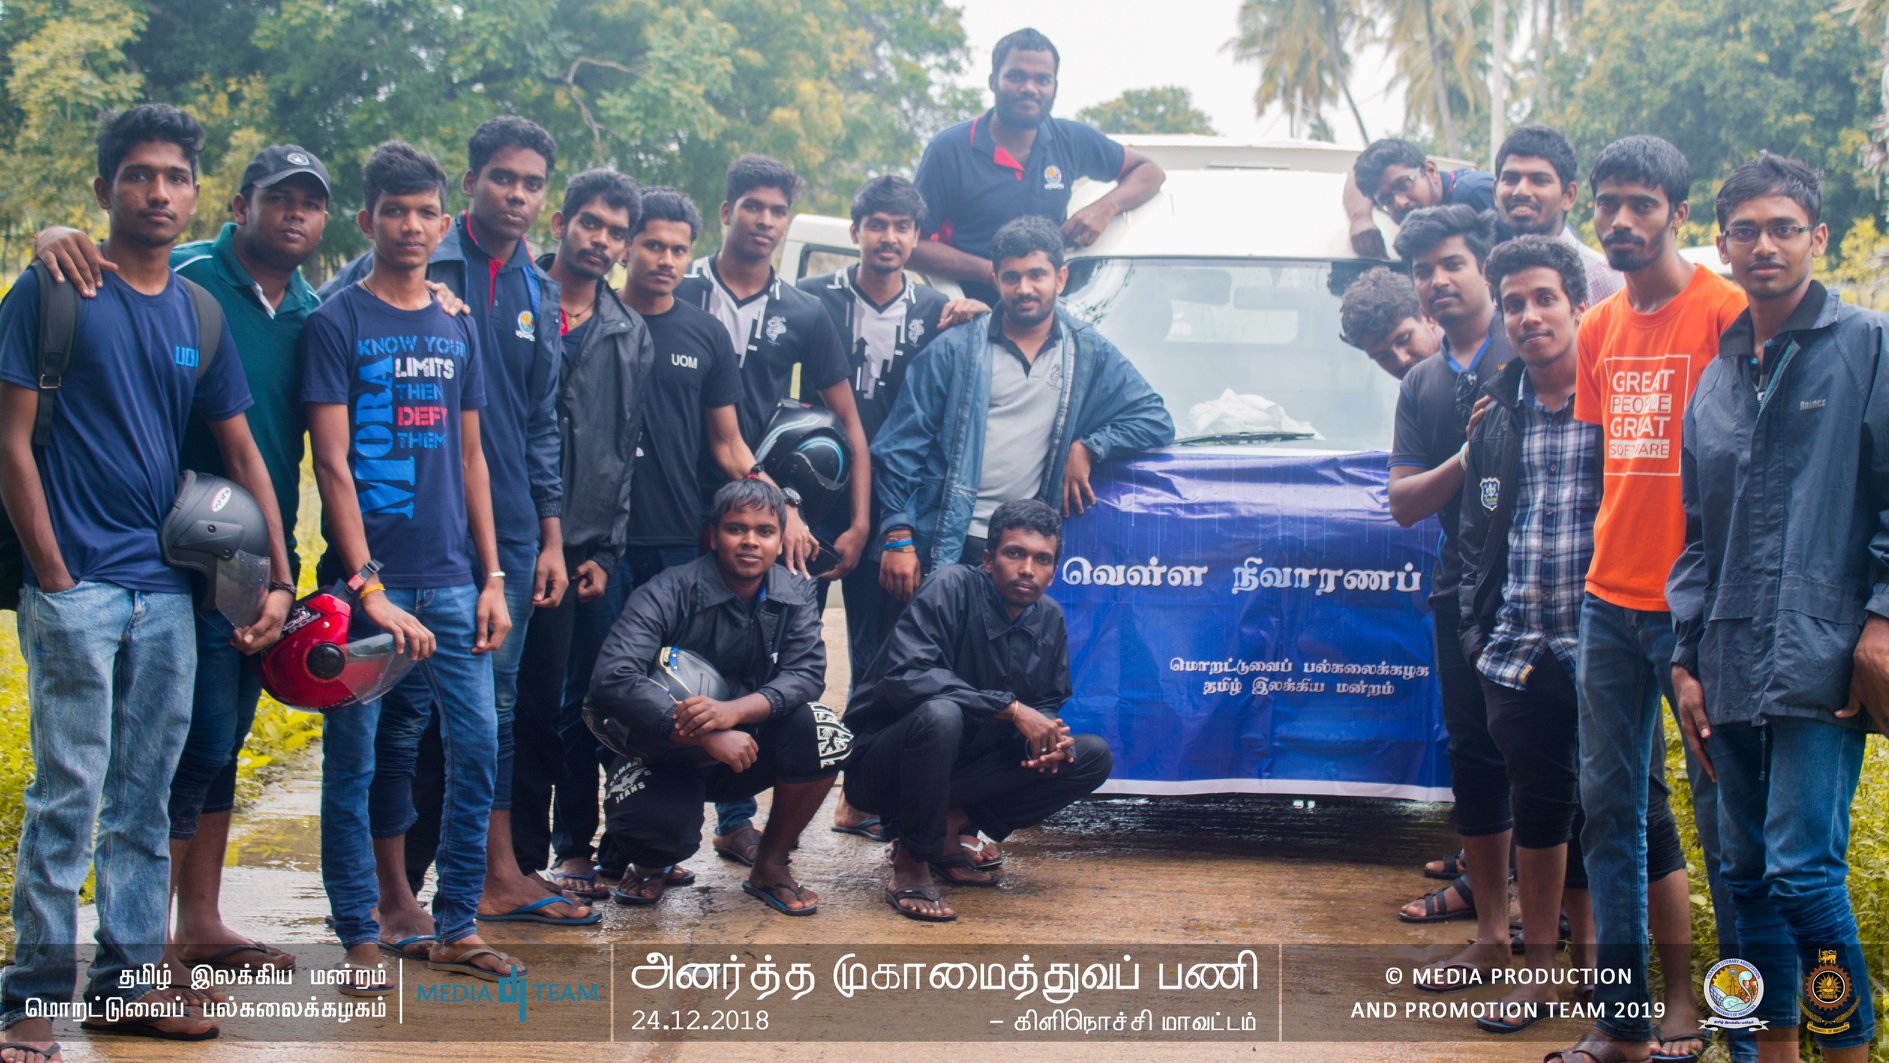 UOM
KNOW YOUR
LIMITS
THEN
DEFY
THEM
MORA
UOM
GREAT
PEOPLE
GREAT
SOFTWARE
வெள்ள நிவாரணப்
மொறட்டுவைப் பல்கலைக்கழக
தமிழ் இலக்கிய மன்றம்
JEANS
தமிழ் இலக்கிய மன்றம்
மொறட்டுவைப் பல்கலைக்கழகம்
MEDIA TEAM
அனர்த்த முகாமைத்துவப் பணி
24.12.2018
– கிளிநொச்சி மாவட்டம்
© MEDIA PRODUCTION
AND PROMOTION TEAM 2019